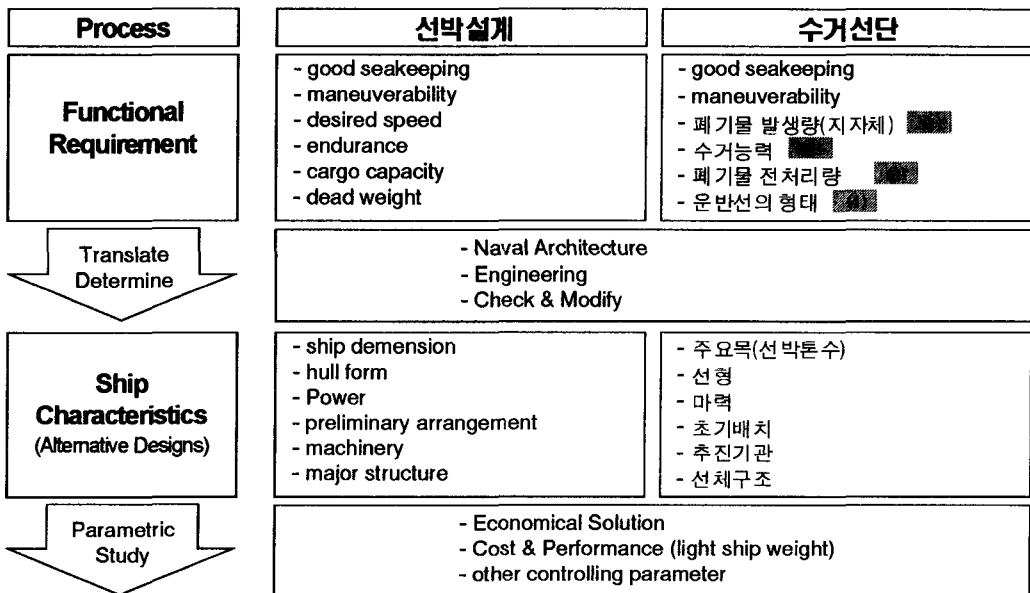 Process
선박설계
수거선단
Functional
Requirement
- good seakeeping
- maneuverability
- desired speed
- endurance
- cargo capacity
- dead weight
- good seakeeping
- maneuverability
- 폐기물 발생량(지자체)
- 수거능력
- 폐기물 전처리량
- 운반선의 형태
Translate
Determine
- Naval Architecture
- Engineering
- Check & Modify
Ship
Characteristics
(Alternative Designs)
- ship demension
- hull form
- Power
- preliminary arrangement
- machinery
- major structure
- 주요목(선박톤수)
- 선형
- 마력
- 초기배치
- 추진기관
- 선체구조
Parametric
Study
- Economical Solution
- Cost & Performance (light ship weight)
- other controlling parameter